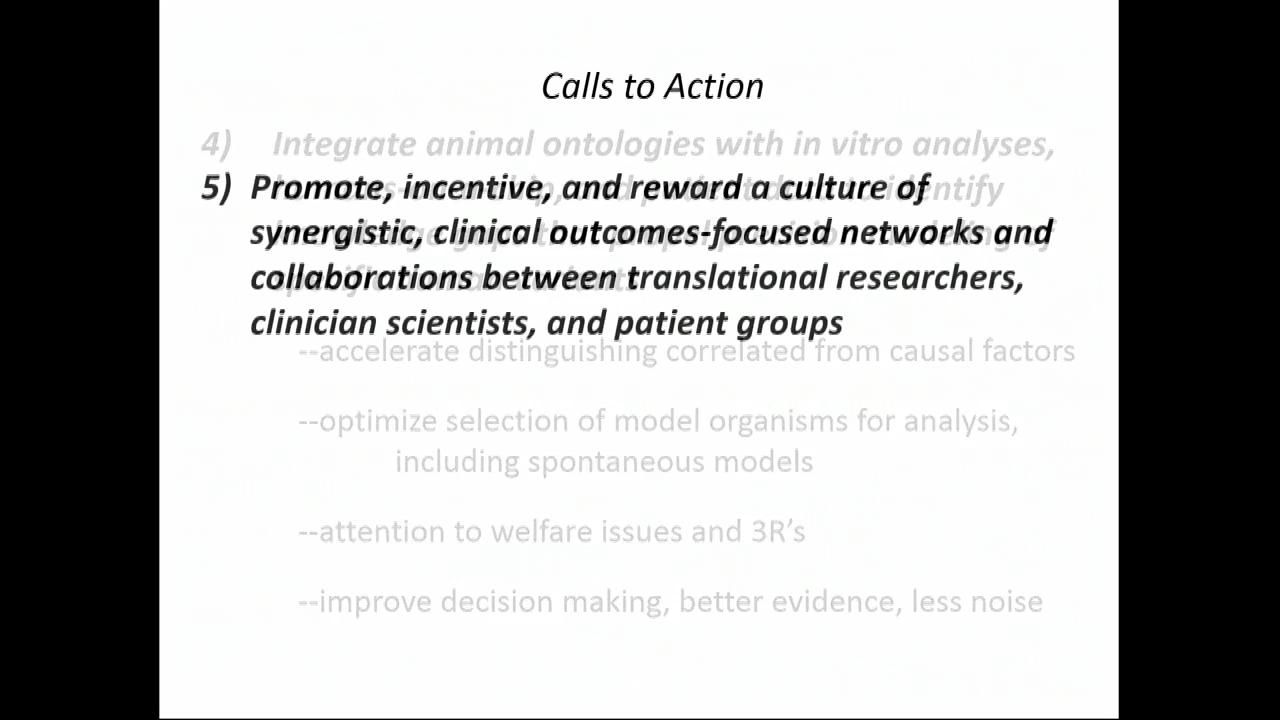 Calls to Action
4) Integrate animal ontologies with in vitro analyses,
5) Promote, incentive, and reward a culture of
synergistic, clinical outcomes-focused networks and
collaborations between translational researchers,
clinician scientists, and patient groups
--accelerate distinguishing correlated from causal factors
--optimize selection of model organisms for analysis,
including spontaneous models
--attention to welfare issues and 3R's
--improve decision making, better evidence, less noise